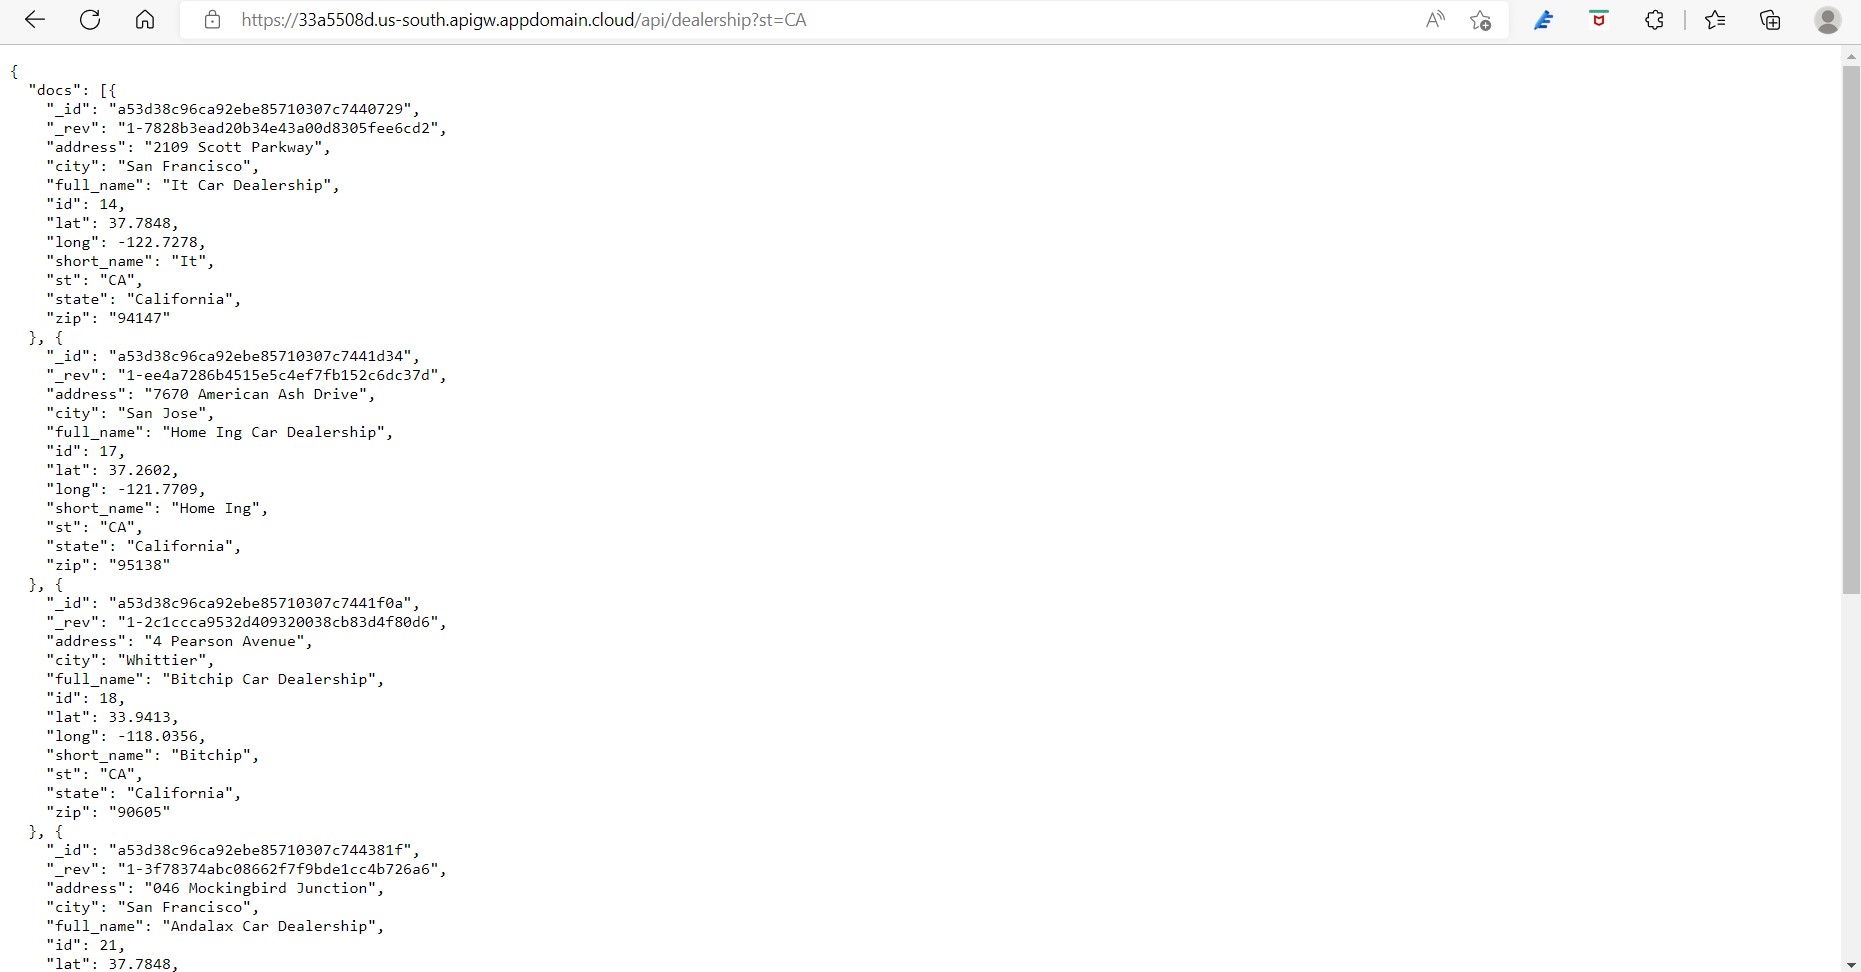 https://33a5508d.us-south.apigw.appdomain.cloud/api/dealership?st=CA
{
  "docs": [{
    "_id": "a53d38c96ca92ebe85710307c7440729",
    "_rev": "1-7828b3ead20b34e43a00d8305fee6cd2",
    "address": "2109 Scott Parkway",
    "city": "San Francisco",
    "full_name": "It Car Dealership",
    "id": 14,
    "lat": 37.7848,
    "long": -122.7278,
    "short_name": "It",
    "st": "CA",
    "state": "California",
    "zip": "94147"
  }, {
    "_id": "a53d38c96ca92ebe85710307c7441d34",
    "_rev": "1-ee4a7286b4515e5c4ef7fb152c6dc37d",
    "address": "7670 American Ash Drive",
    "city": "San Jose",
    "full_name": "Home Ing Car Dealership",
    "id": 17,
    "lat": 37.2602,
    "long": -121.7709,
    "short_name": "Home Ing",
    "st": "CA",
    "state": "California",
    "zip": "95138"
  }, {
    "_id": "a53d38c96ca92ebe85710307c7441f0a",
    "_rev": "1-2c1ccca9532d409320038cb83d4f80d6",
    "address": "4 Pearson Avenue",
    "city": "Whittier",
    "full_name": "Bitchip Car Dealership",
    "id": 18,
    "lat": 33.9413,
    "long": -118.0356,
    "short_name": "Bitchip",
    "st": "CA",
    "state": "California",
    "zip": "90605"
  }, {
    "_id": "a53d38c96ca92ebe85710307c744381f",
    "_rev": "1-3f78374abc08662f7f9bde1cc4b726a6",
    "address": "046 Mockingbird Junction",
    "city": "San Francisco",
    "full_name": "Andalax Car Dealership",
    "id": 21,
    "lat": 37.7848,